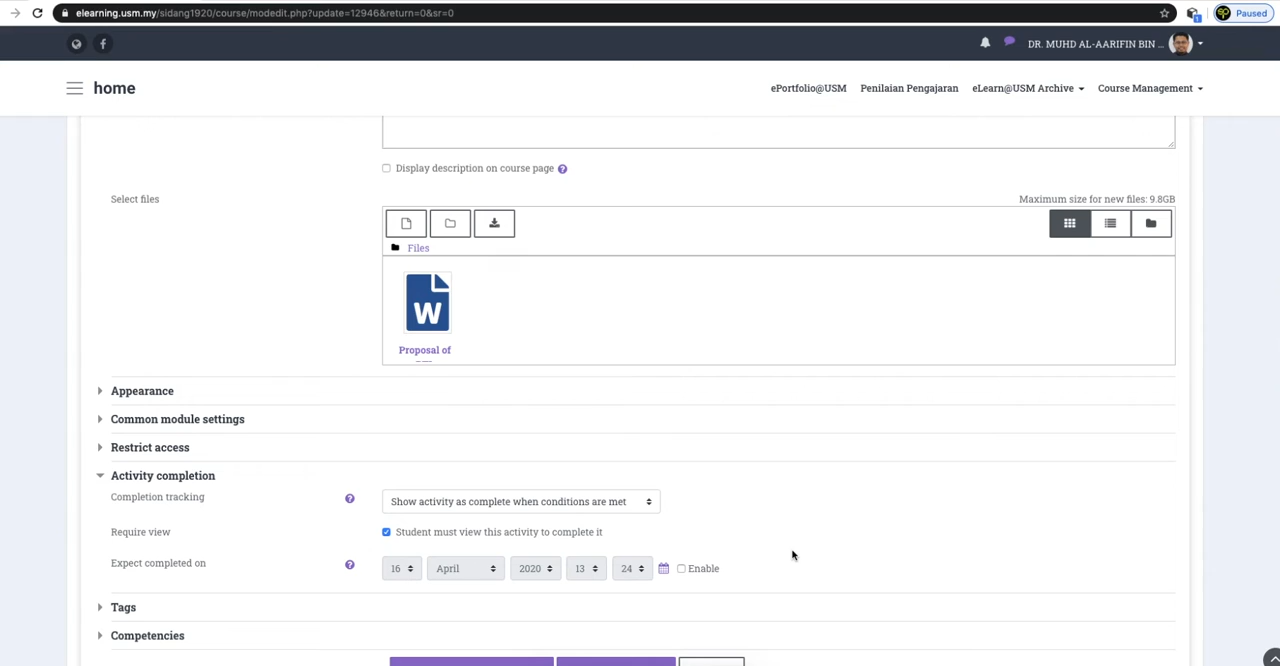 elearning.usm.my/sidang1920/course/modedit.php?update=12946&return=0&sr=0
1
Paused
DR. MUHD AL-AARIFIN BIN ...
home
ePortfolio@USM
Penilaian Pengajaran
eLearn@USM Archive
Course Management
Display description on course page
Select files
Maximum size for new files: 9.8GB
Files
W
Proposal of
Appearance
Common module settings
Restrict access
Activity completion
Completion tracking
Show activity as complete when conditions are met
Require view
Student must view this activity to complete it
Expect completed on
16 April 2020 13 24 Enable
Tags
Competencies